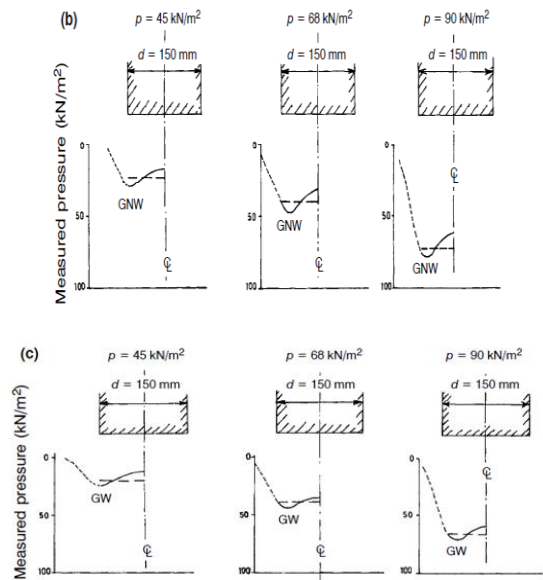 (b)
p = 45 kN/m²
p = 68 kN/m²
p = 90 kN/m²
d = 150 mm
d = 150 mm
d = 150 mm
Measured pressure (kN/m²)
0
50
100
GNW
℄
0
50
100
GNW
℄
0
50
100
GNW
℄
(c)
p = 45 kN/m²
p = 68 kN/m²
p = 90 kN/m²
d = 150 mm
d = 150 mm
d = 150 mm
Measured pressure (kN/m²)
0
50
100
GW
℄
0
50
100
GW
℄
0
50
100
GW
℄